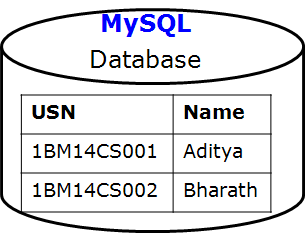 MySQL
Database
USN Name
1BM14CS001 Aditya
1BM14CS002 Bharath